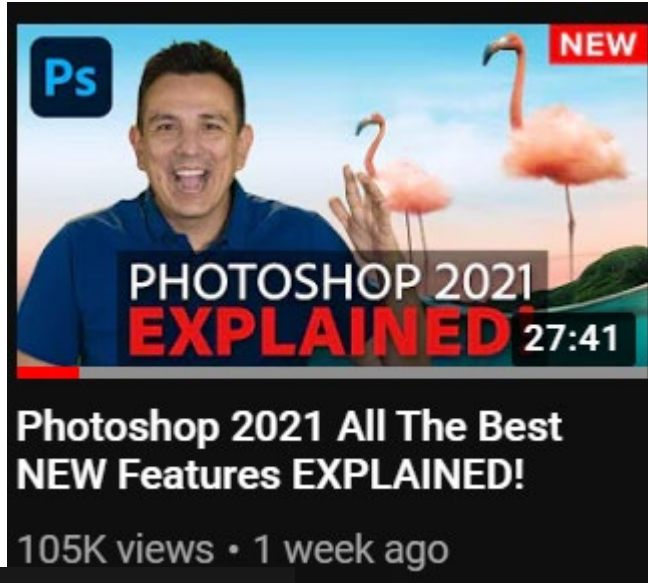 Ps
NEW
PHOTOSHOP 2021
EXPLAINED!
27:41
Photoshop 2021 All The Best
NEW Features EXPLAINED!
105K views • 1 week ago